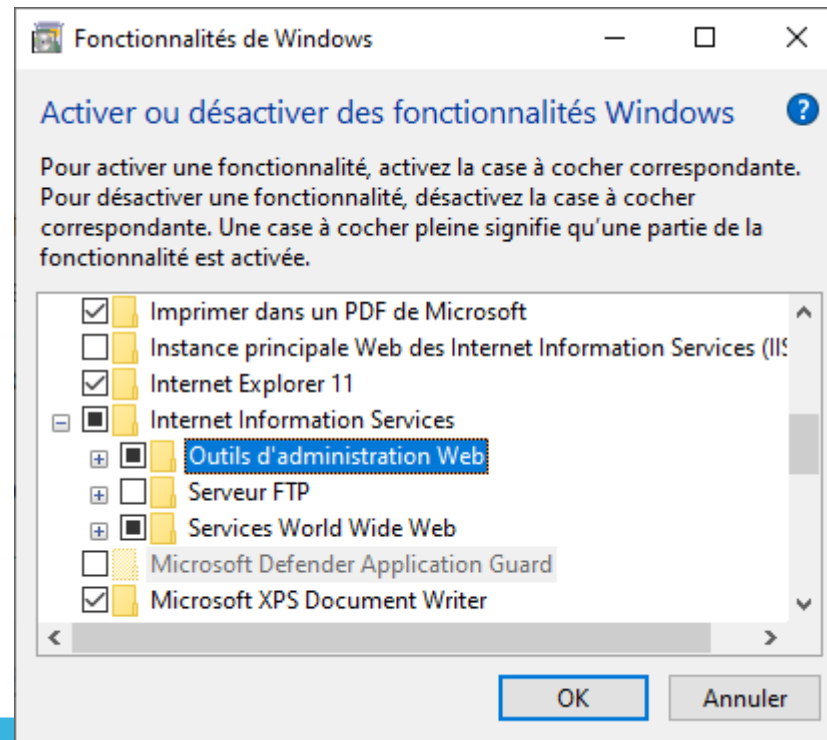 Fonctionnalités de Windows
Activer ou désactiver des fonctionnalités Windows
Pour activer une fonctionnalité, activez la case à cocher correspondante.
Pour désactiver une fonctionnalité, désactivez la case à cocher
correspondante. Une case à cocher pleine signifie qu’une partie de la
fonctionnalité est activée.
Imprimer dans un PDF de Microsoft
Instance principale Web des Internet Information Services (IIS
Internet Explorer 11
Internet Information Services
Outils d'administration Web
Serveur FTP
Services World Wide Web
Microsoft Defender Application Guard
Microsoft XPS Document Writer
OK Annuler